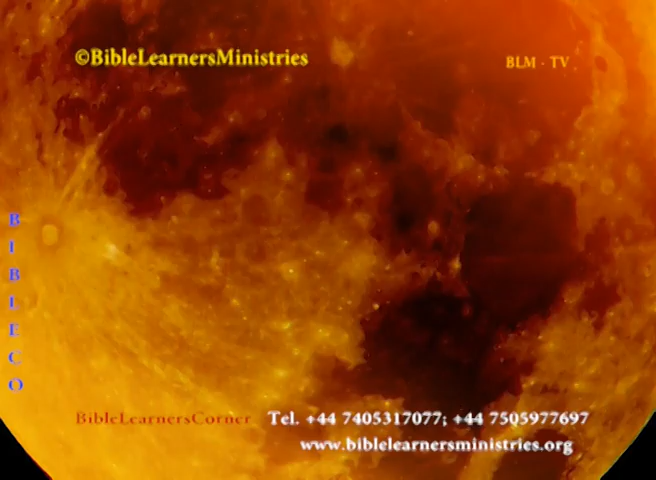 ©BibleLearnersMinistries
BLM - TV
B
I
B
L
E
C
O
BibleLearnersCorner Tel. +44 7405317077; +44 7505977697
www.biblelearnersministries.org